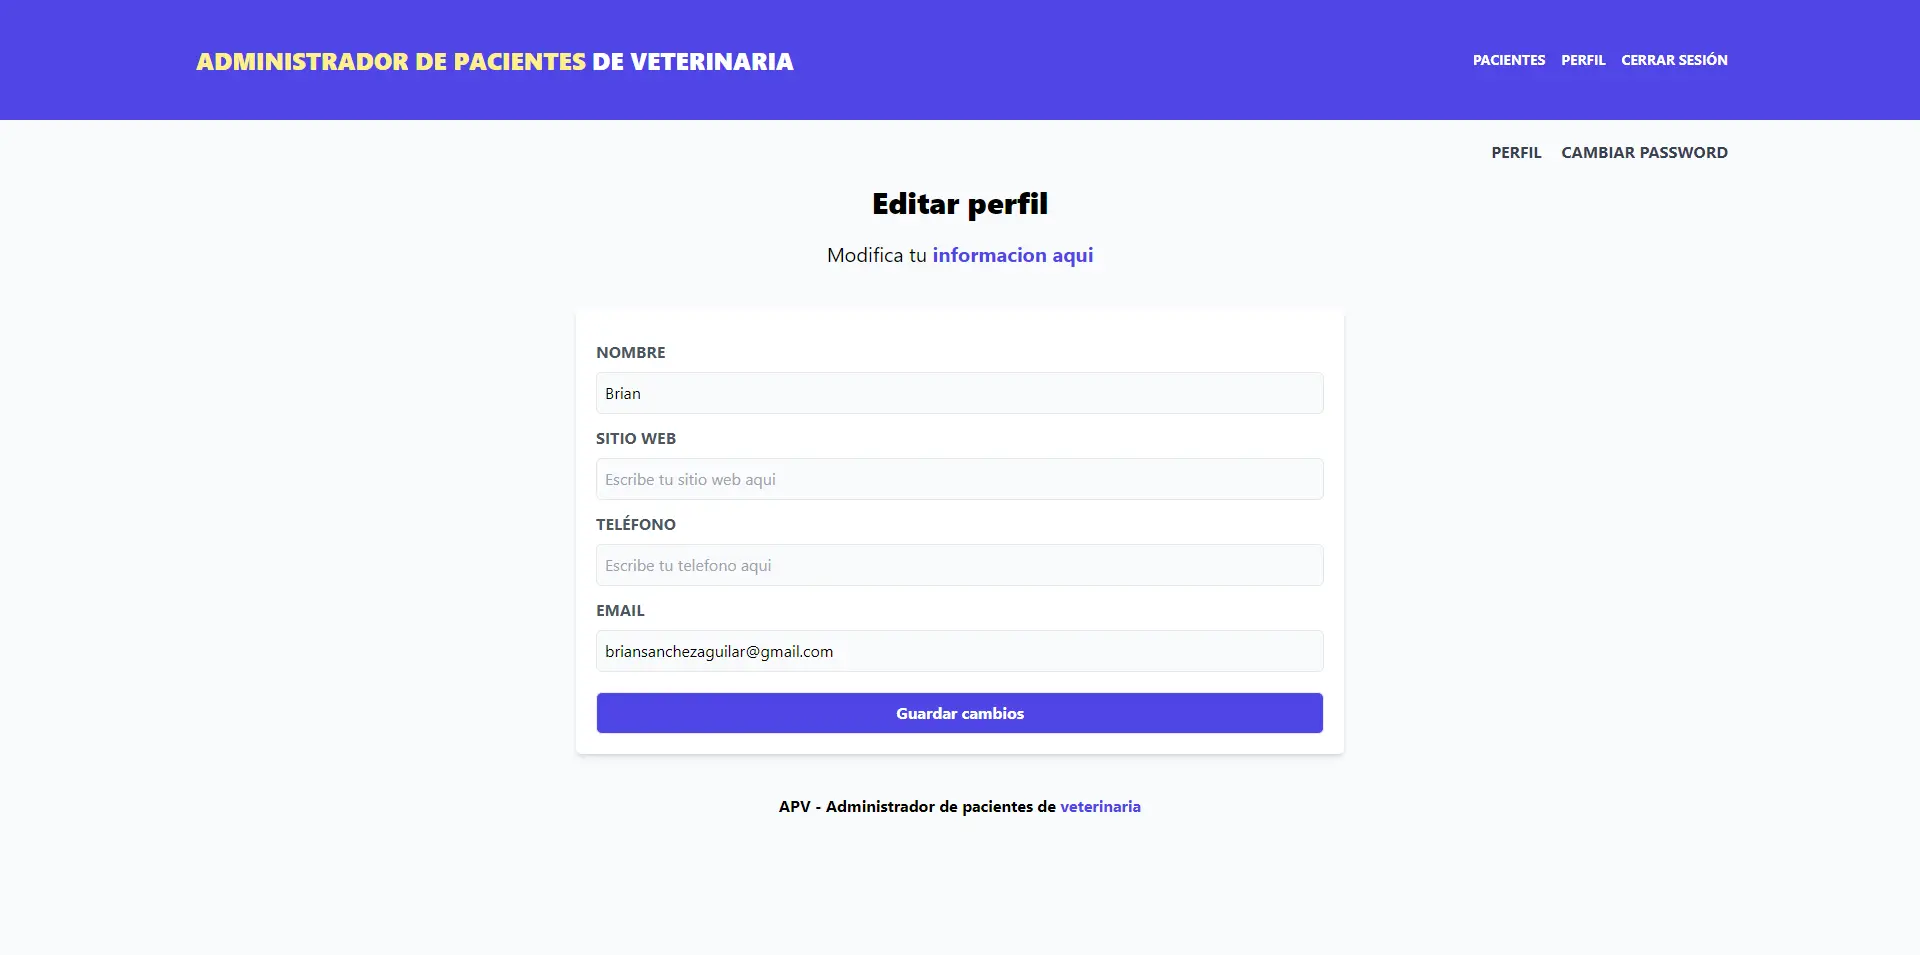 ADMINISTRADOR DE PACIENTES DE VETERINARIA
PACIENTES PERFIL CERRAR SESIÓN
PERFIL CAMBIAR PASSWORD
Editar perfil
Modifica tu informacion aqui
NOMBRE
Brian
SITIO WEB
Escribe tu sitio web aqui
TELÉFONO
Escribe tu telefono aqui
EMAIL
briansanchezaguilar@gmail.com
Guardar cambios
APV - Administrador de pacientes de veterinaria